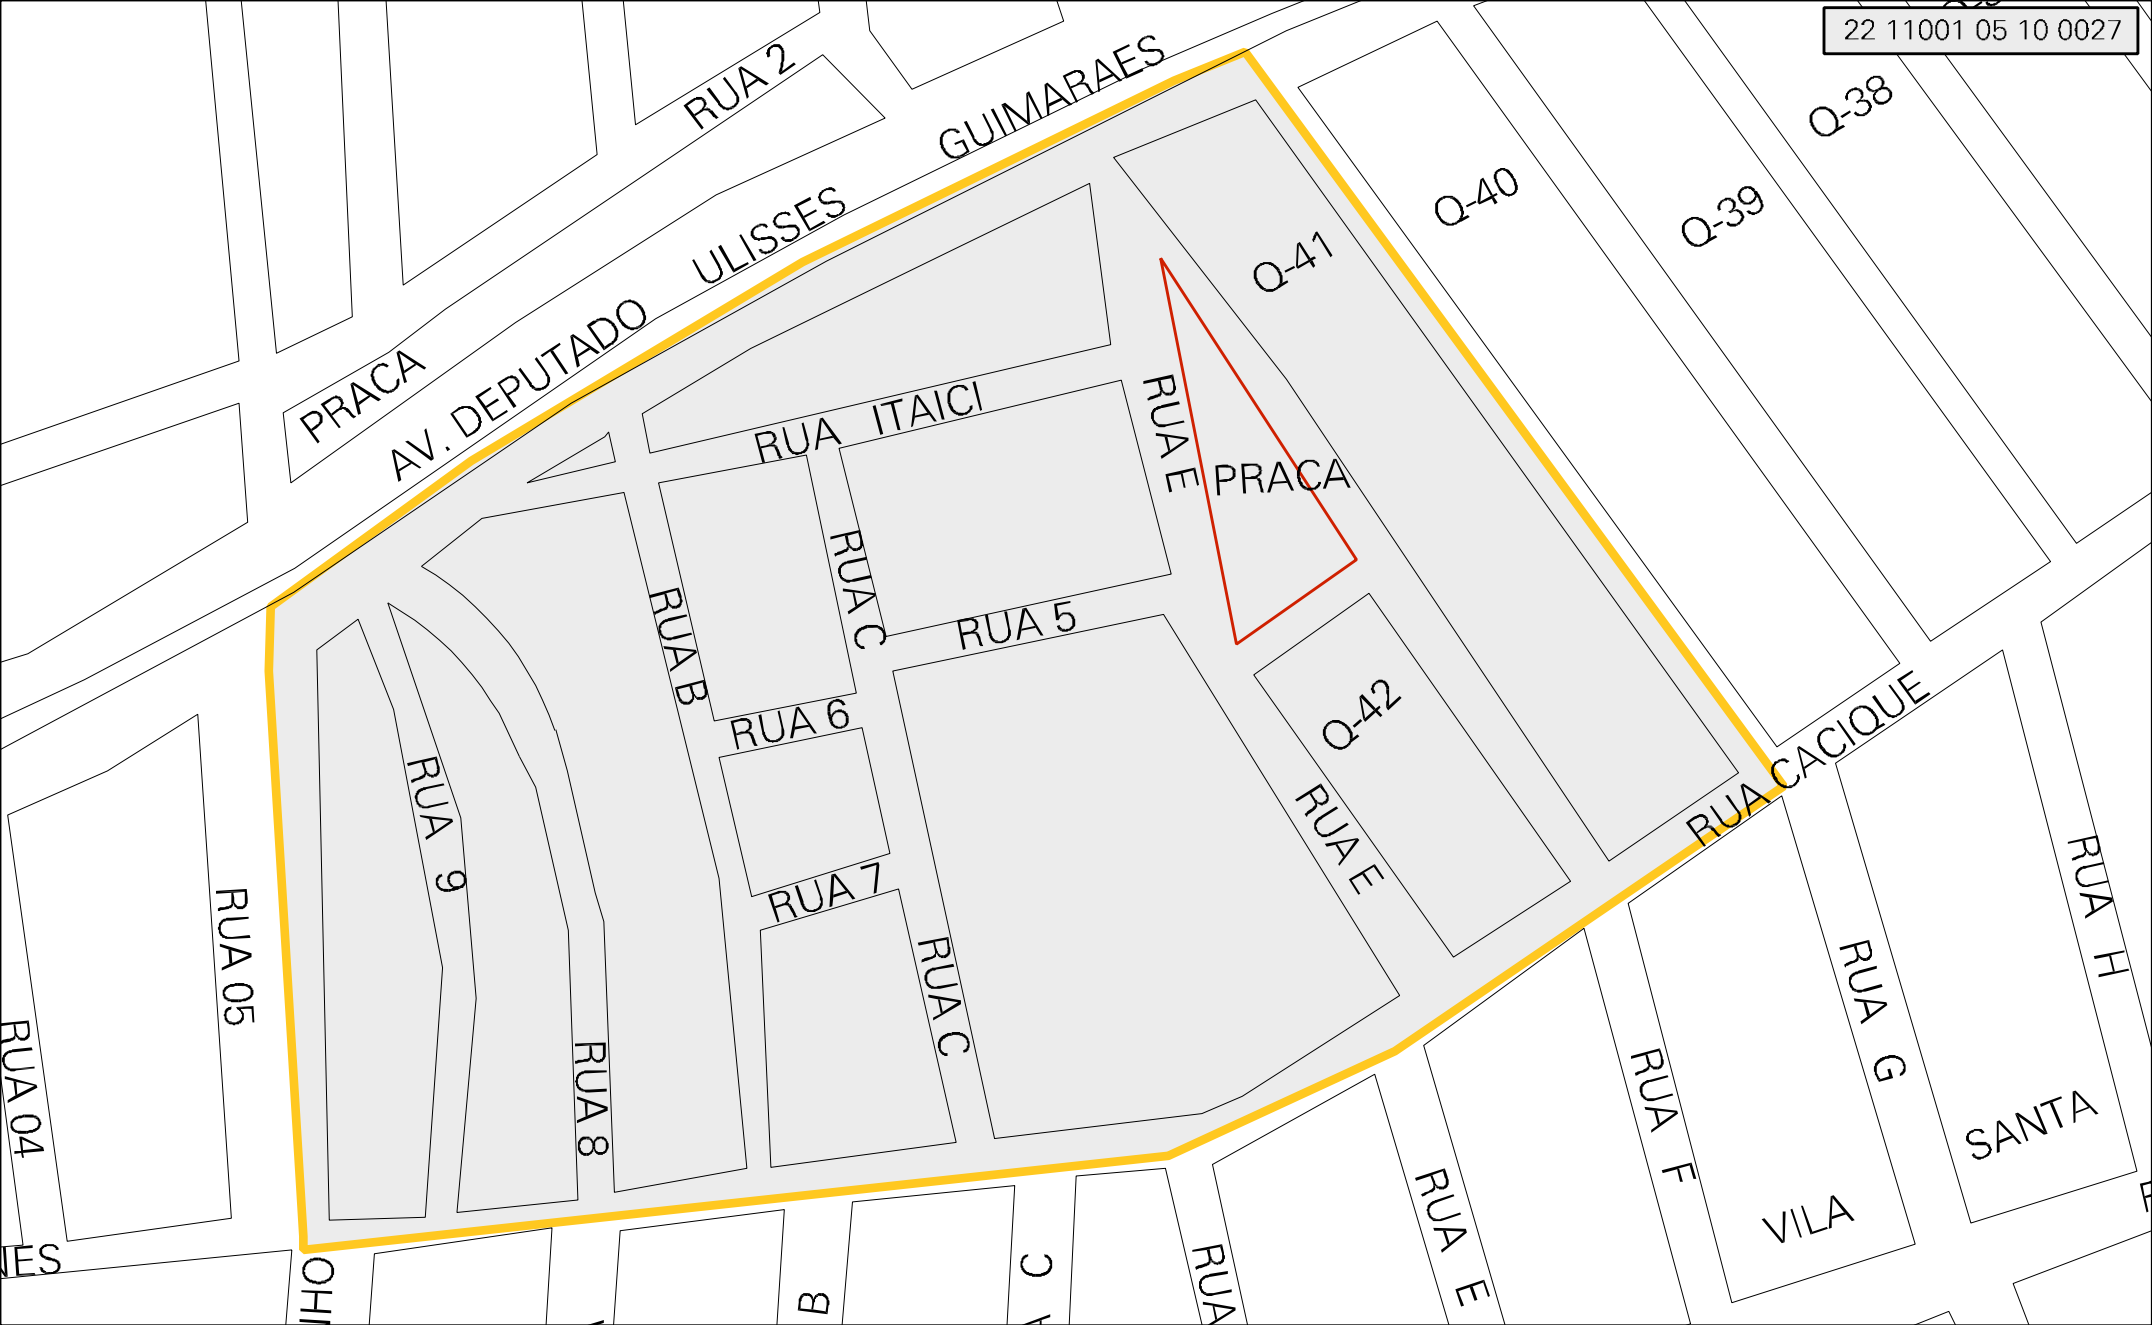 22 11001 05 10 0027
RUA 2
Q-38
GUIMARAES
Q-40
Q-39
ULISSES
Q-41
AV. DEPUTADO
PRACA
RUA ITAICI
RUA E
PRACA
RUA C
RUA B
RUA 5
RUA 6
Q-42
RUA CACIQUE
RUA 9
RUA E
RUA 7
RUA 05
RUA H
RUA C
RUA G
RUA 04
RUA 8
RUA F
SANTA
VILA
RUA E
RUA
C
B